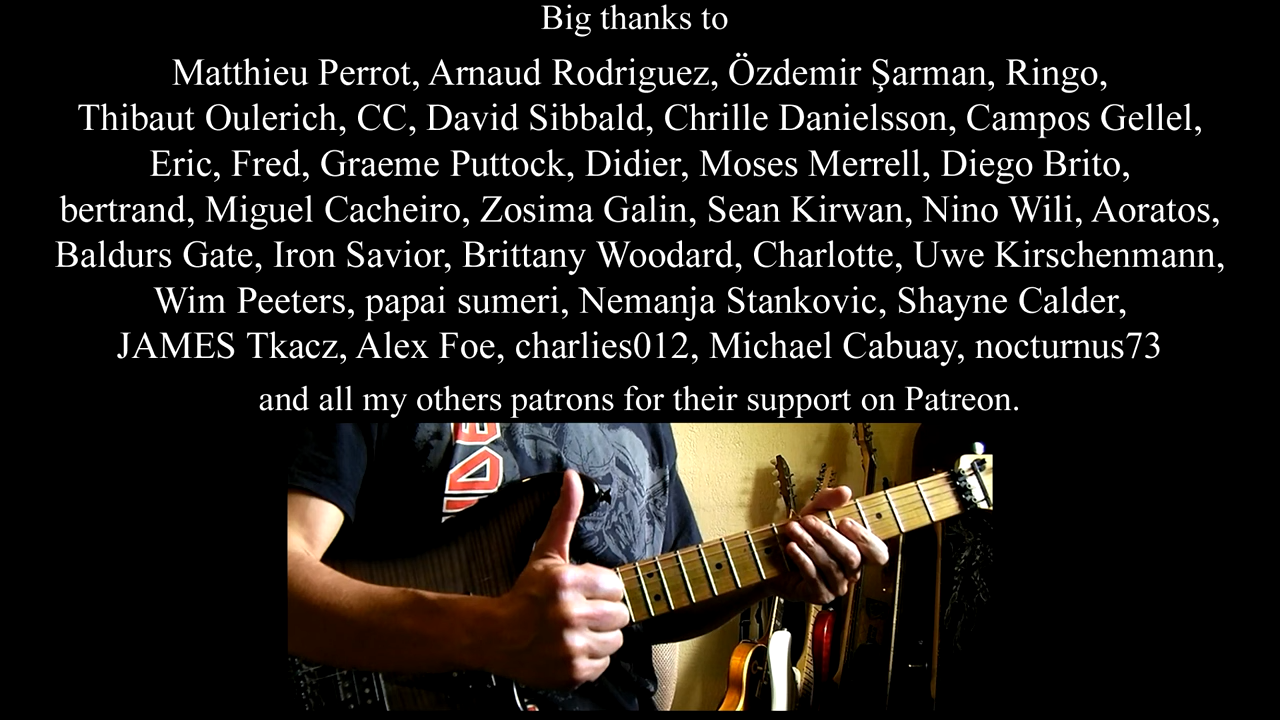 Big thanks to
Matthieu Perrot, Arnaud Rodriguez, Özdemir Şarman, Ringo,
Thibaut Oulerich, CC, David Sibbald, Chrille Danielsson, Campos Gellel,
Eric, Fred, Graeme Puttock, Didier, Moses Merrell, Diego Brito,
bertrand, Miguel Cacheiro, Zosima Galin, Sean Kirwan, Nino Wili, Aoratos,
Baldurs Gate, Iron Savior, Brittany Woodard, Charlotte, Uwe Kirschenmann,
Wim Peeters, papai sumeri, Nemanja Stankovic, Shayne Calder,
JAMES Tkacz, Alex Foe, charlies012, Michael Cabuay, nocturnus73
and all my others patrons for their support on Patreon.